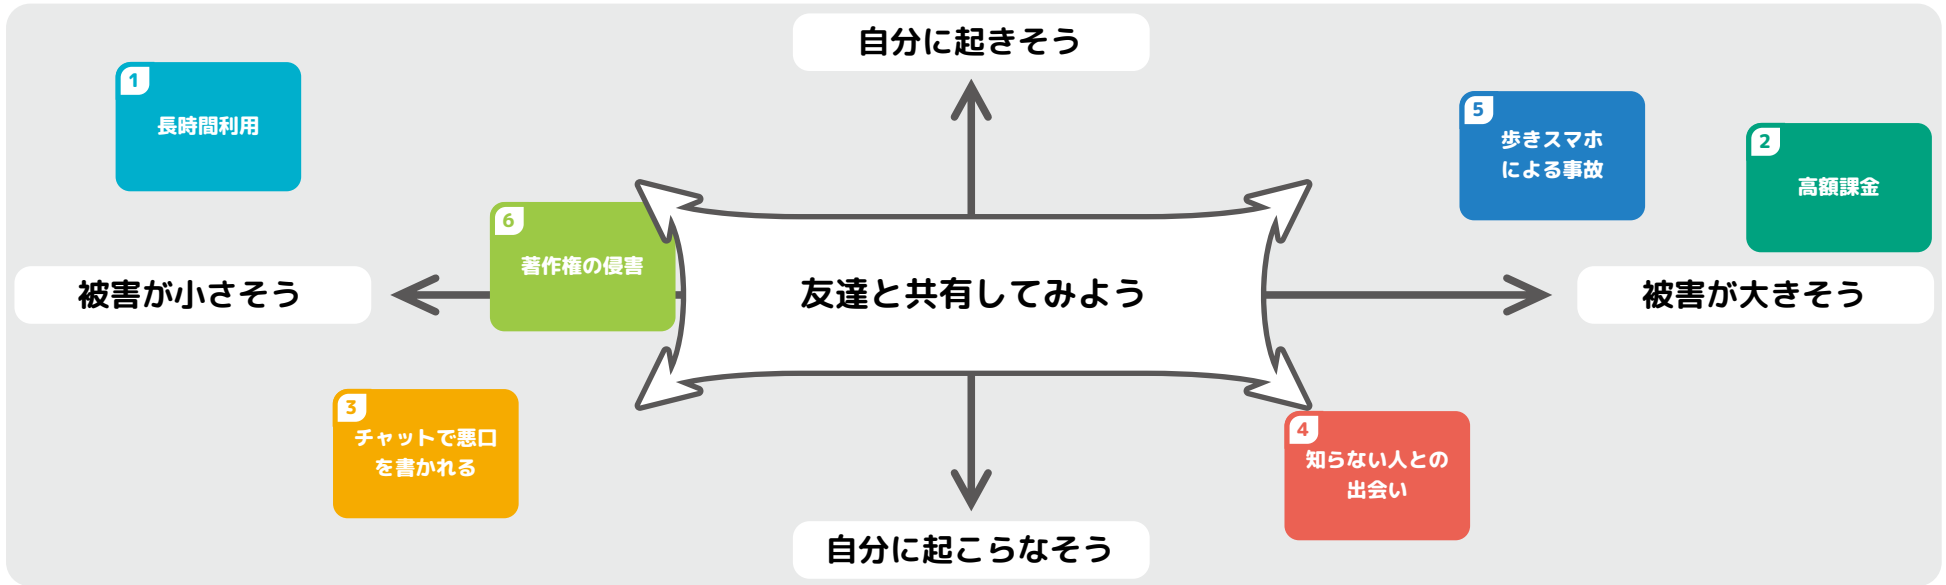 自分に起きそう
1
長時間利用
5
歩きスマホ
による事故
2
高額課金
6
著作権の侵害
被害が小さそう
友達と共有してみよう
被害が大きそう
3
チャットで悪口
を書かれる
4
知らない人との
出会い
自分に起こらなそう